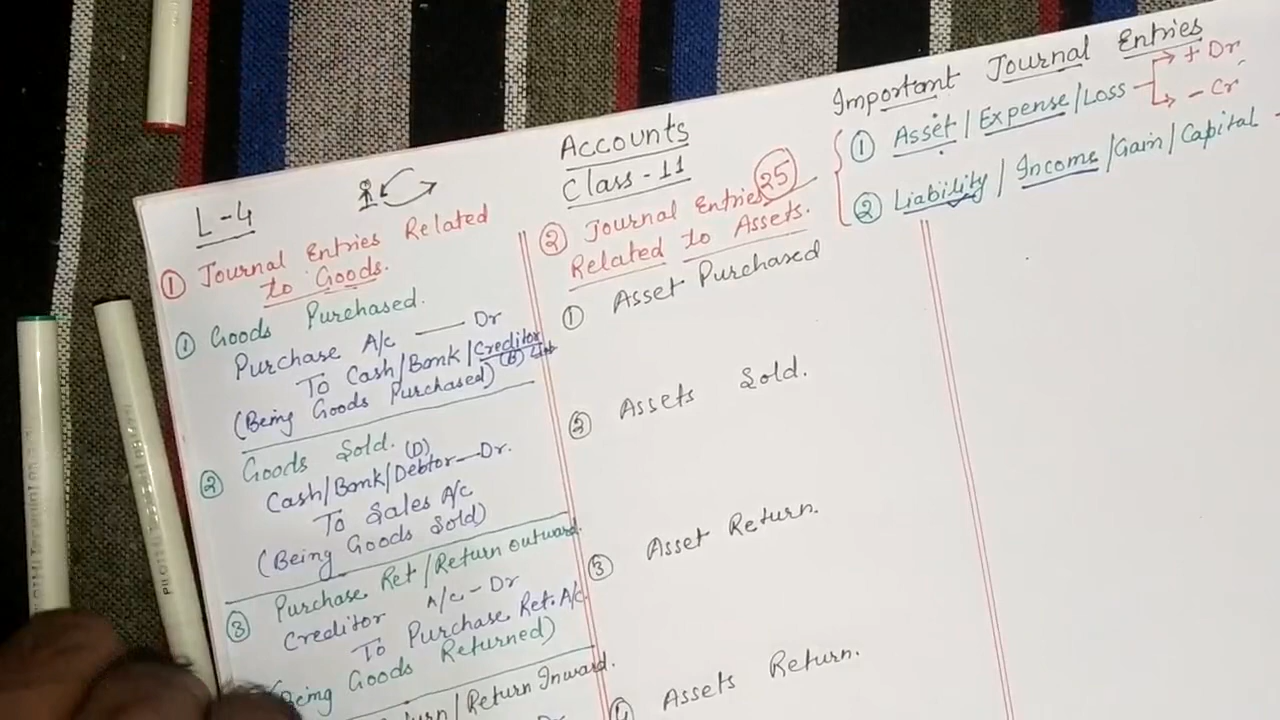 Accounts
Class-11
L-4
① Journal Entries Related
to Goods.
① Goods Purchased.
Purchase A/c —— Dr
To Cash/Bank/Creditor
(B)
(Being Goods Purchased)
② Goods Sold.
(D)
Cash/Bank/Debtor—Dr.
To Sales A/c
(Being Goods Sold)
③ Purchase Ret/Return outward.
Creditor A/c - Dr
To Purchase Ret. A/c
(Being Goods Returned)
/Return Inward.
② Journal Entries
25
Related to Assets.
① Asset Purchased
② Assets Sold.
③ Asset Return.
④ Assets Return.
Important Journal Entries
① Asset/Expense/Loss
+ Dr
- Cr
② Liability/Income/Gain/Capital